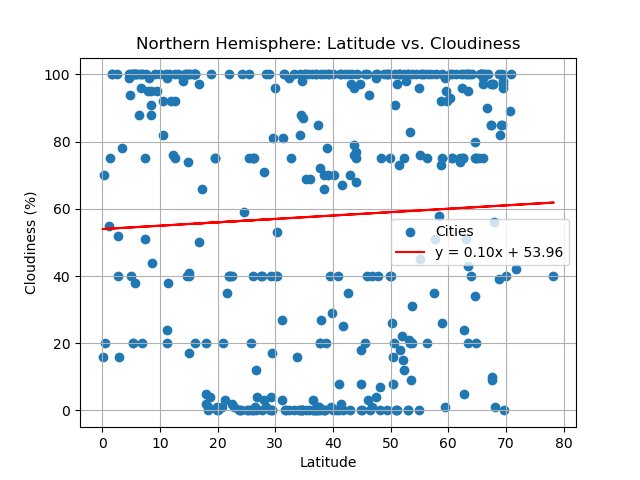 Northern Hemisphere: Latitude vs. Cloudiness
100
80
60
40
20
0
Cloudiness (%)
Cities
y = 0.10x + 53.96
0 10 20 30 40 50 60 70 80
Latitude